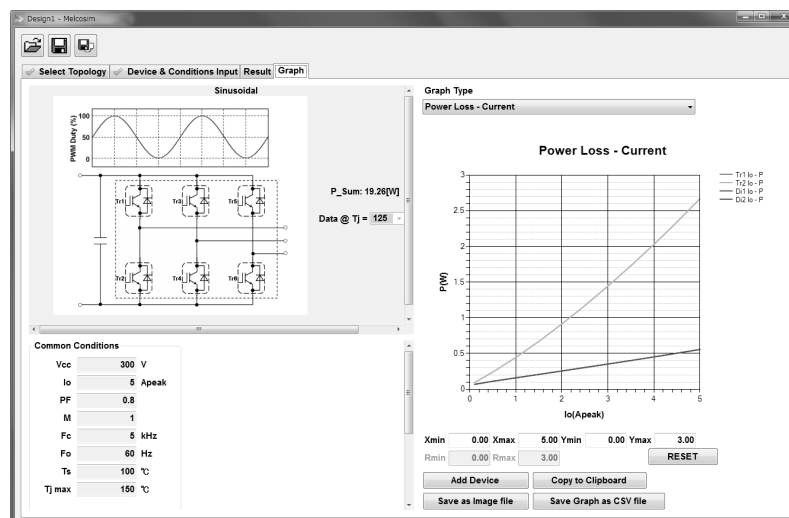 Design1 - Melcosim
Select Topology Device & Conditions Input Result Graph
Sinusoidal
PWM Duty (%)
100
50
0
Tr1 Tr3 Tr5
Tr2 Tr4 Tr6
P_Sum: 19.26[W]
Data @ Tj = 125
Common Conditions
Vcc 300 V
Io 5 Apeak
PF 0.8
M 1
Fc 5 kHz
Fo 60 Hz
Ts 100 °C
Tj max 150 °C
Graph Type
Power Loss - Current
Power Loss - Current
P(W)
3
2.5
2
1.5
1
0.5
0
0 1 2 3 4 5
Io(Apeak)
Tr1 Io - P
Tr2 Io - P
Di1 Io - P
Di2 Io - P
Xmin 0.00 Xmax 5.00 Ymin 0.00 Ymax 3.00
Rmin 0.00 Rmax 3.00 RESET
Add Device Copy to Clipboard
Save as Image file Save Graph as CSV file